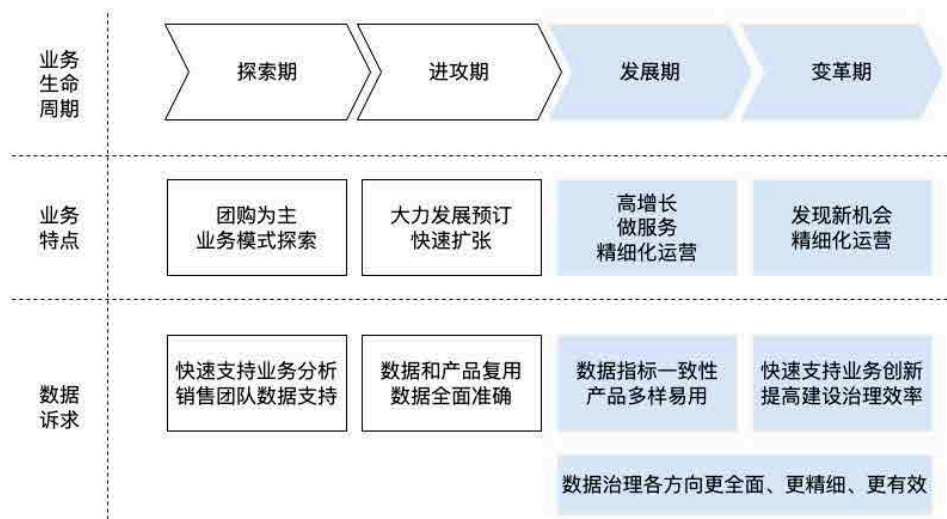 业务
生命
周期
探索期
进攻期
发展期
变革期
业务
特点
团购为主
业务模式探索
大力发展预订
快速扩张
高增长
做服务
精细化运营
发现新机会
精细化运营
数据
诉求
快速支持业务分析
销售团队数据支持
数据和产品复用
数据全面准确
数据指标一致性
产品多样易用
快速支持业务创新
提高建设治理效率
数据治理各方向更全面、更精细、更有效